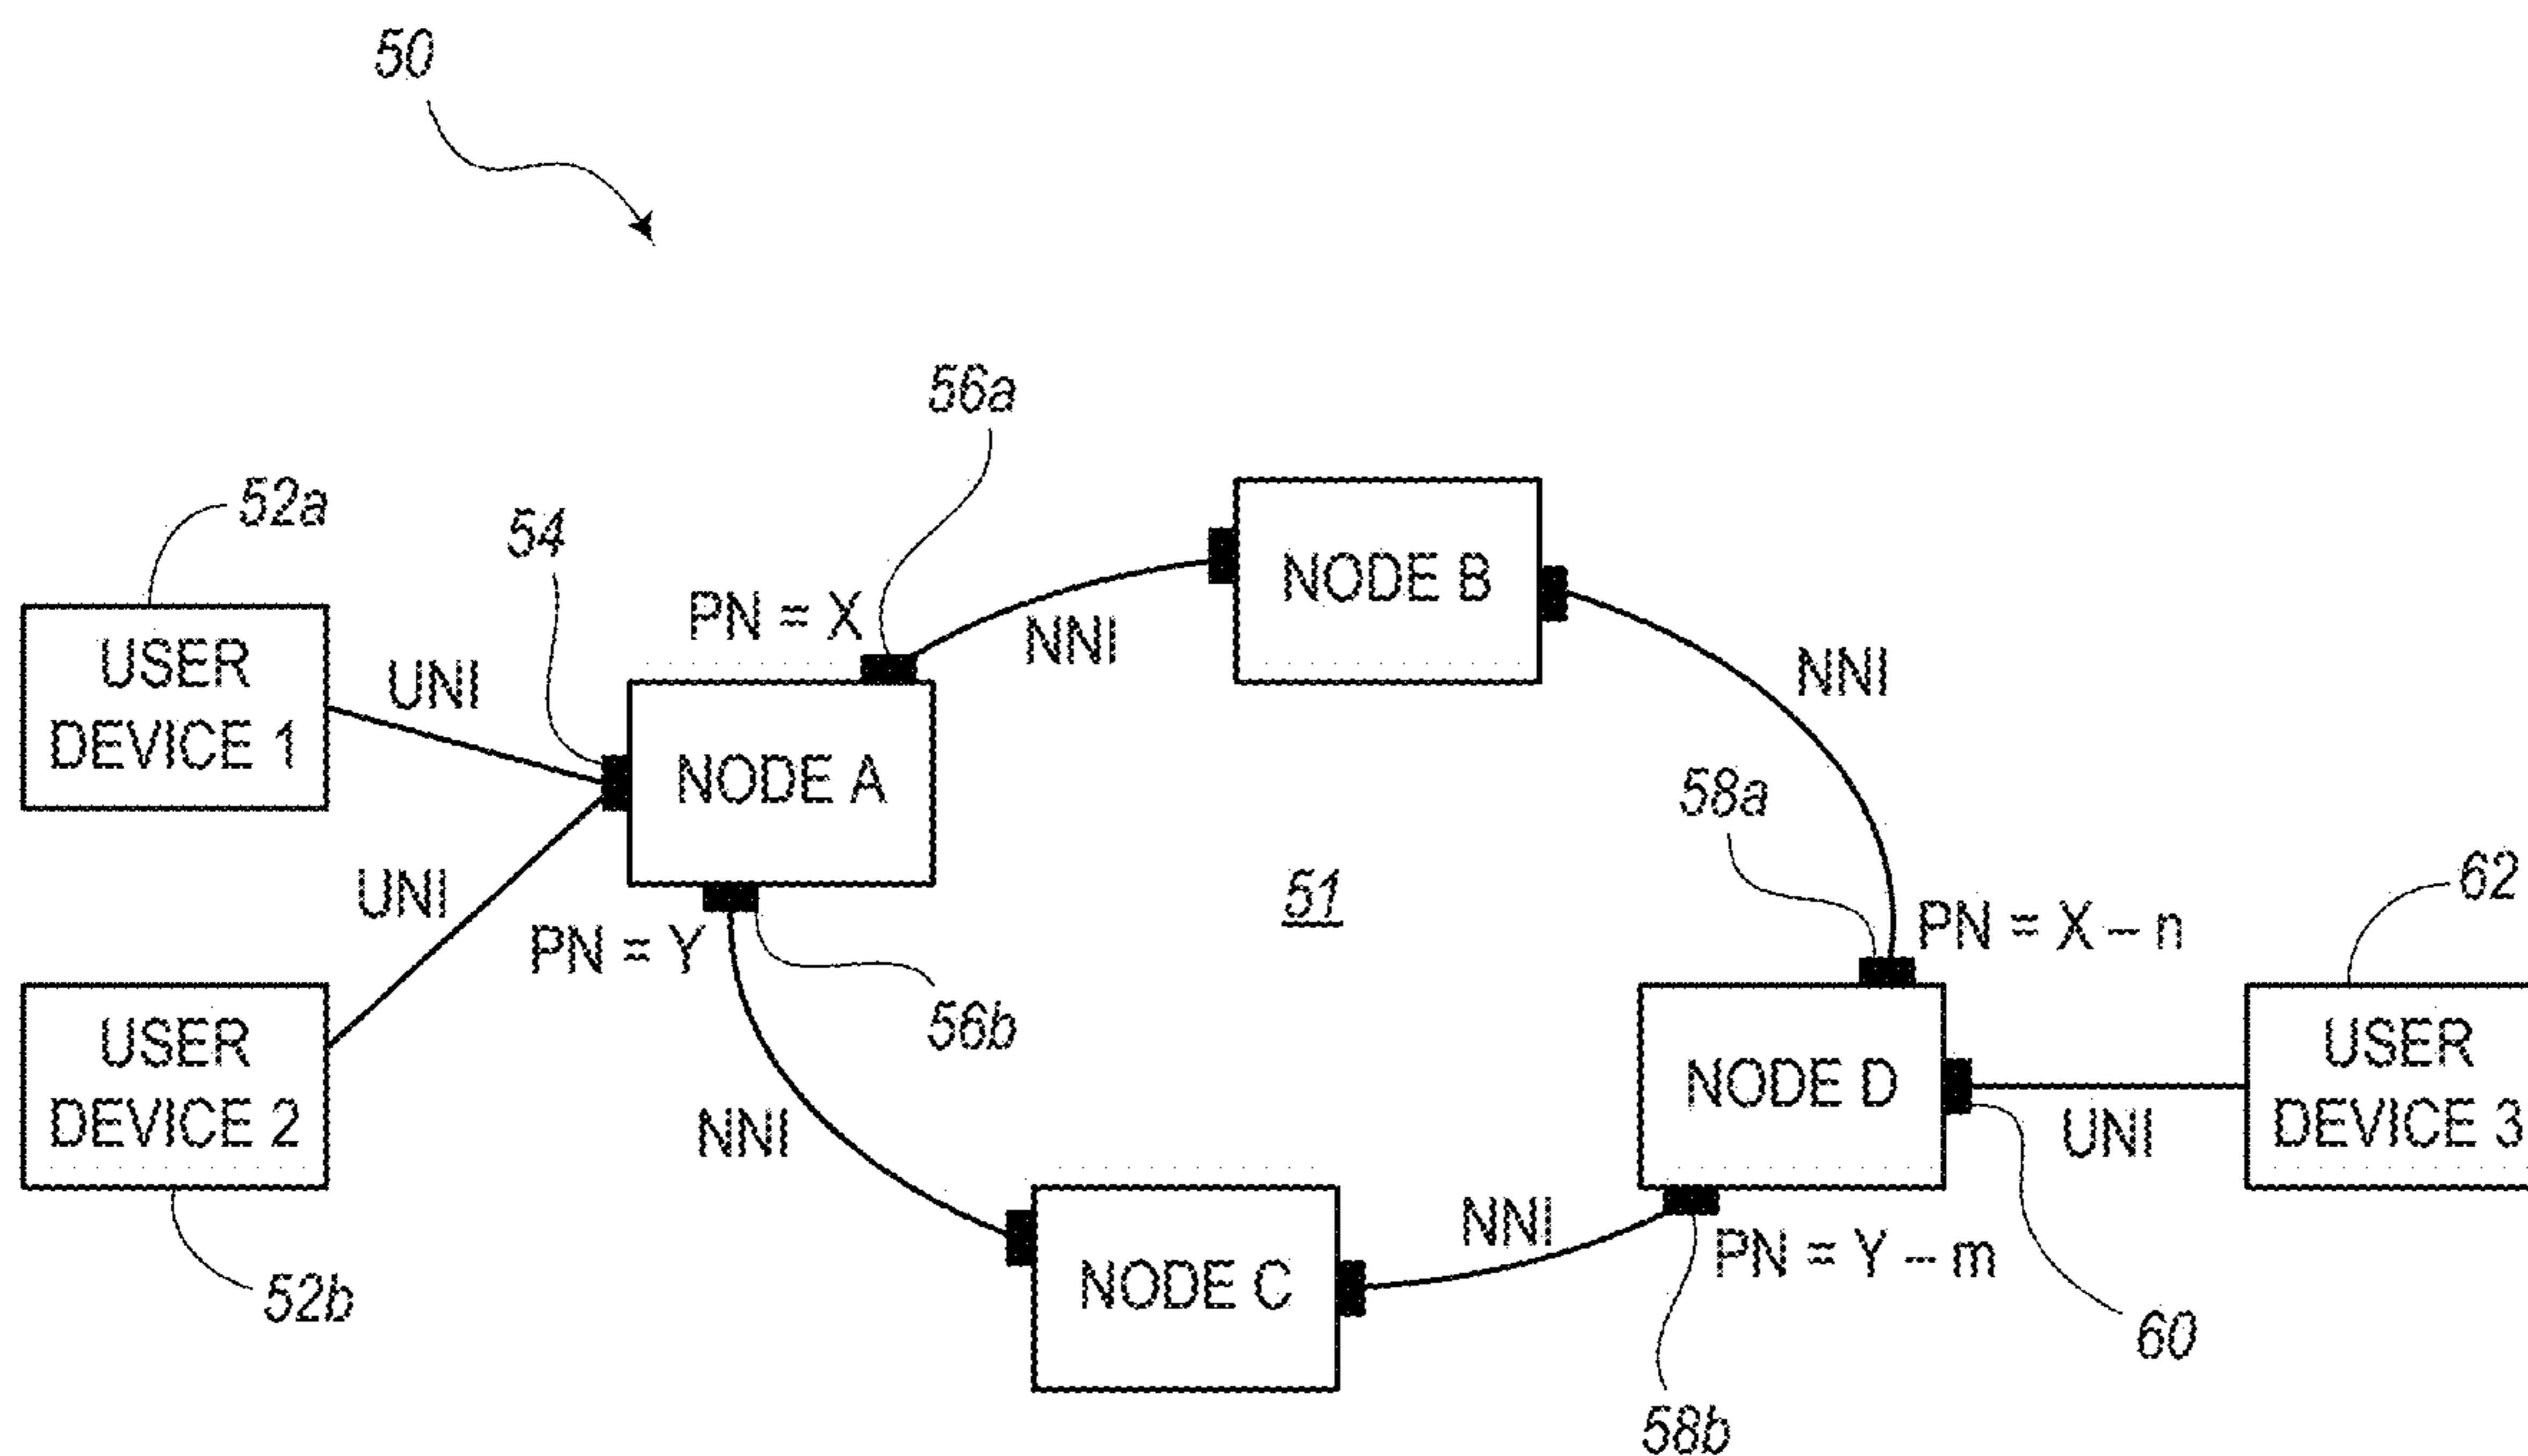 50
56a
52a
54
NODE B
PN = X
NNI
USER
DEVICE 1
UNI
NNI
NODE A
58a
UNI
51
62
PN = Y
PN = X – n
56b
USER
DEVICE 2
NNI
NODE D
USER
DEVICE 3
UNI
NNI
PN = Y – m
52b
NODE C
60
58b